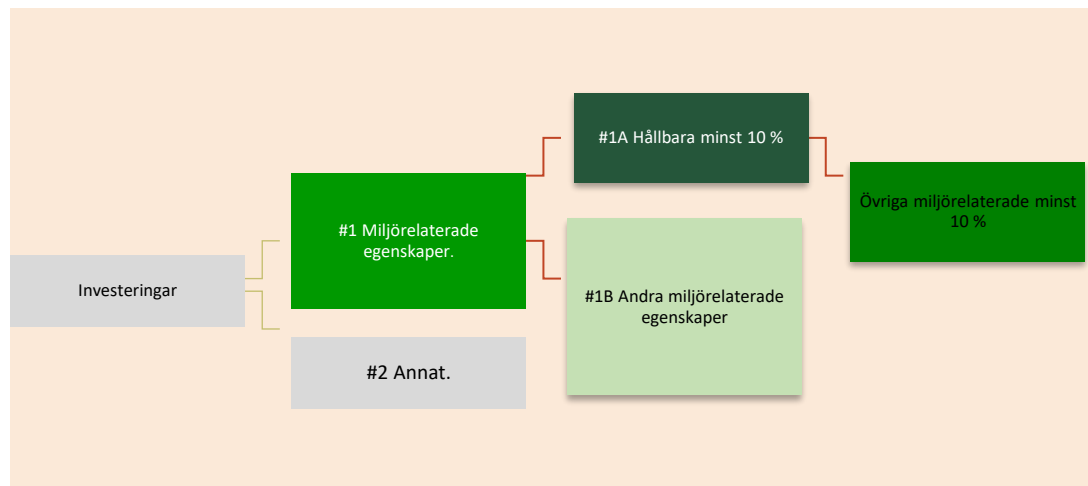 Investeringar
#1 Miljörelaterade
egenskaper.
#2 Annat.
#1A Hållbara minst 10 %
#1B Andra miljörelaterade
egenskaper
Övriga miljörelaterade minst
10 %